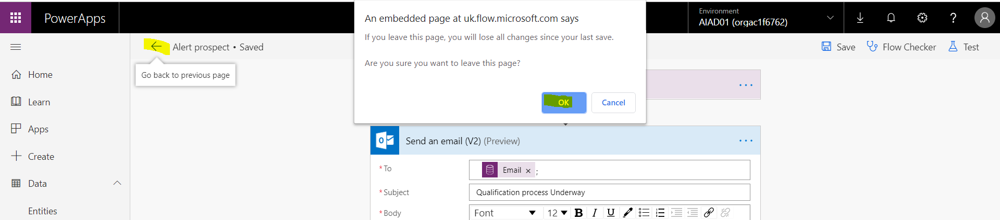 PowerApps
Environment
AIAD01 (orgac1f6762)
?
An embedded page at uk.flow.microsoft.com says
If you leave this page, you will lose all changes since your last save.
Are you sure you want to leave this page?
OK
Cancel
Alert prospect • Saved
Save
Flow Checker
Test
Go back to previous page
Home
Learn
Apps
Create
Data
Entities
...
Send an email (V2) (Preview)
...
*To
Email × ;
*Subject
Qualification process Underway
*Body
Font
12
B I U